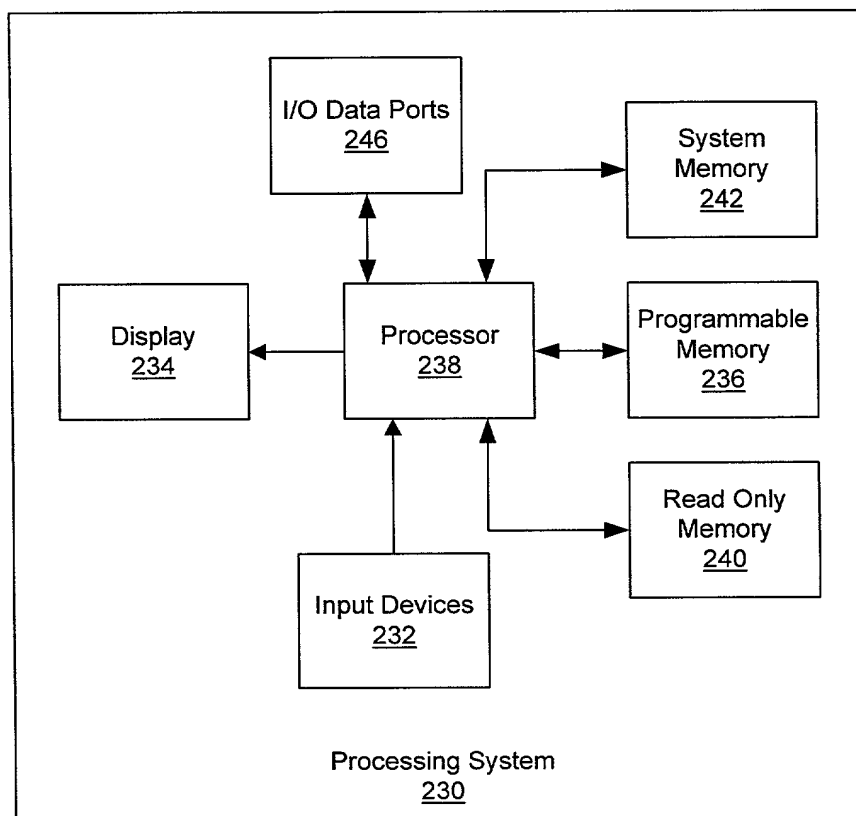 I/O Data Ports
246
System
Memory
242
Display
234
Processor
238
Programmable
Memory
236
Read Only
Memory
240
Input Devices
232
Processing System
230